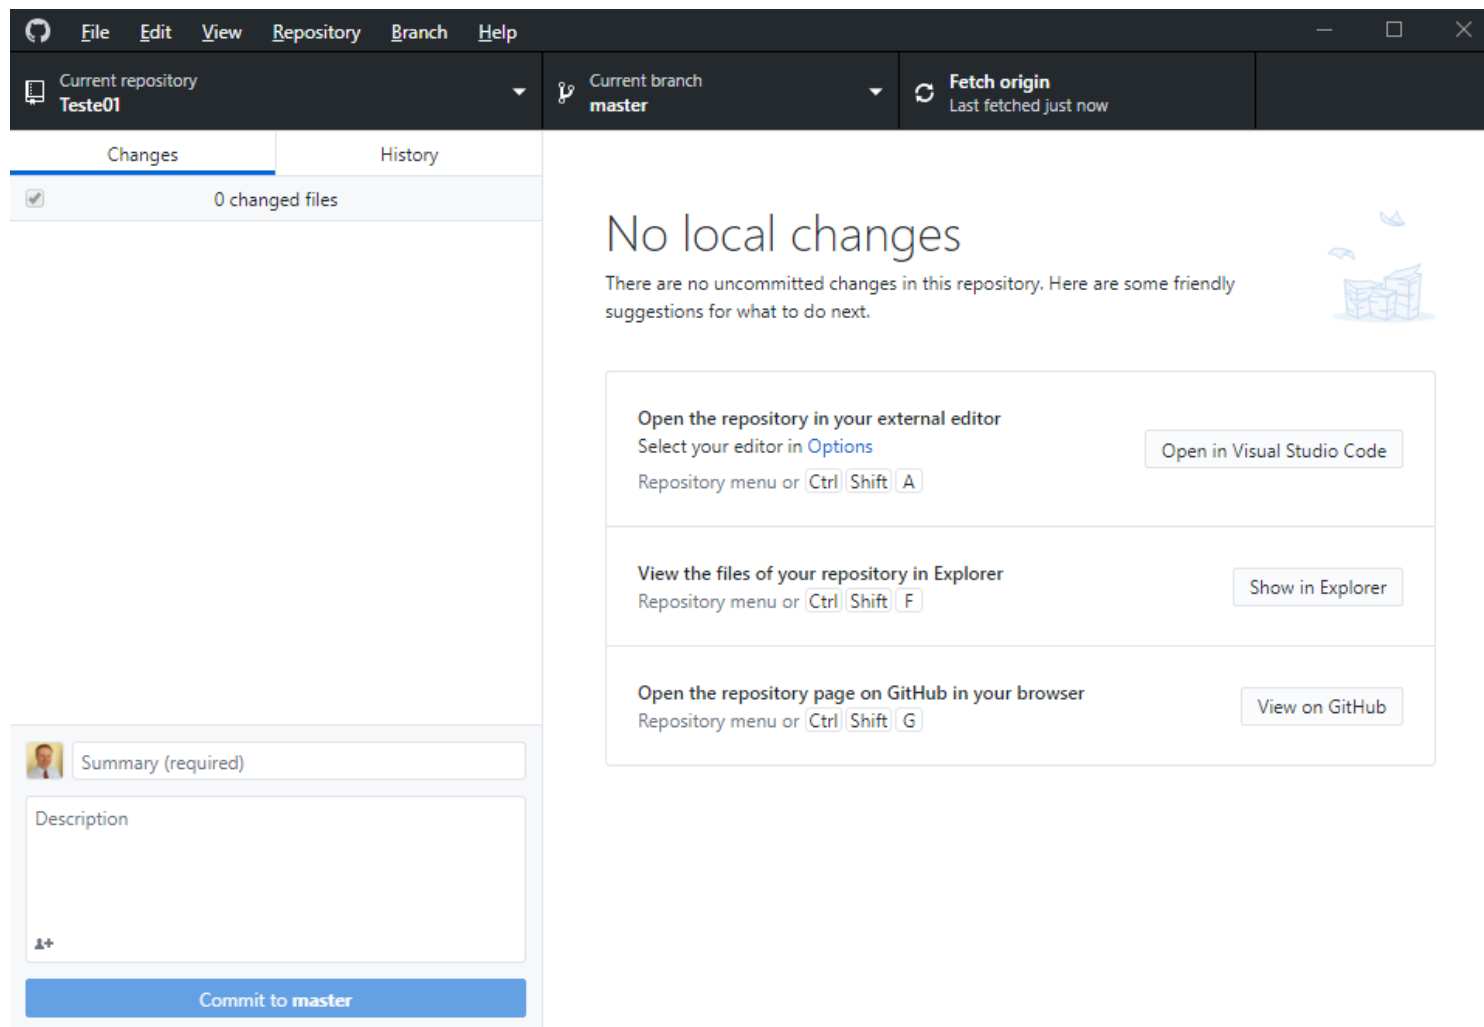 File Edit View Repository Branch Help
Current repository
Teste01
Current branch
master
Fetch origin
Last fetched just now
Changes
History
0 changed files
No local changes
There are no uncommitted changes in this repository. Here are some friendly
suggestions for what to do next.
Open the repository in your external editor
Select your editor in Options
Repository menu or Ctrl Shift A
Open in Visual Studio Code
View the files of your repository in Explorer
Repository menu or Ctrl Shift F
Show in Explorer
Open the repository page on GitHub in your browser
Repository menu or Ctrl Shift G
View on GitHub
Summary (required)
Description
Commit to master